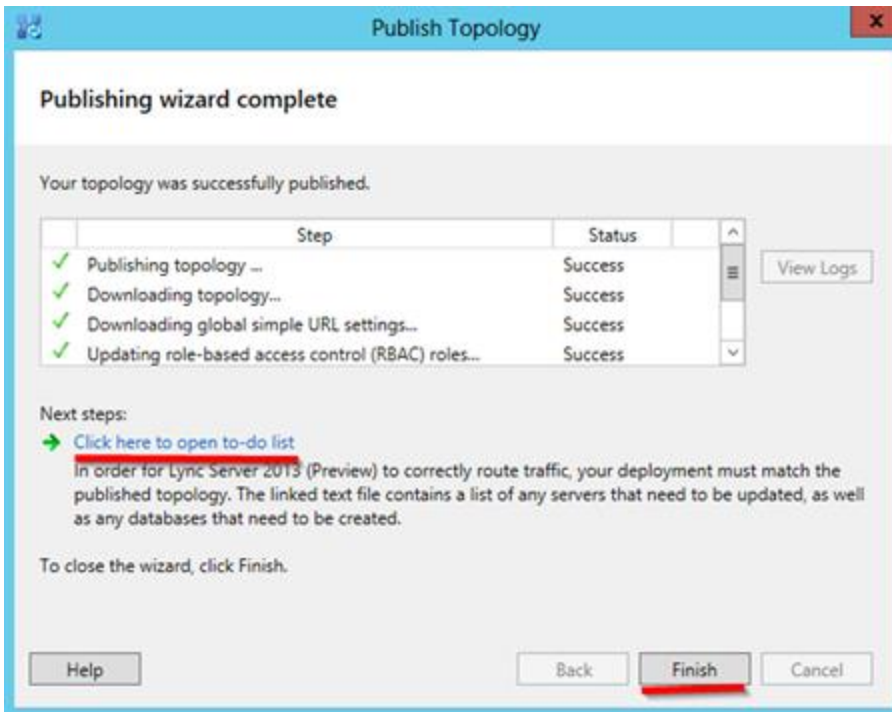 Publish Topology
x
Publishing wizard complete
Your topology was successfully published.
Step Status
Publishing topology ... Success
View Logs
Downloading topology... Success
Downloading global simple URL settings... Success
Updating role-based access control (RBAC) roles... Success
Next steps:
Click here to open to-do list
In order for Lync Server 2013 (Preview) to correctly route traffic, your deployment must match the
published topology. The linked text file contains a list of any servers that need to be updated, as well
as any databases that need to be created.
To close the wizard, click Finish.
Help Back Finish Cancel